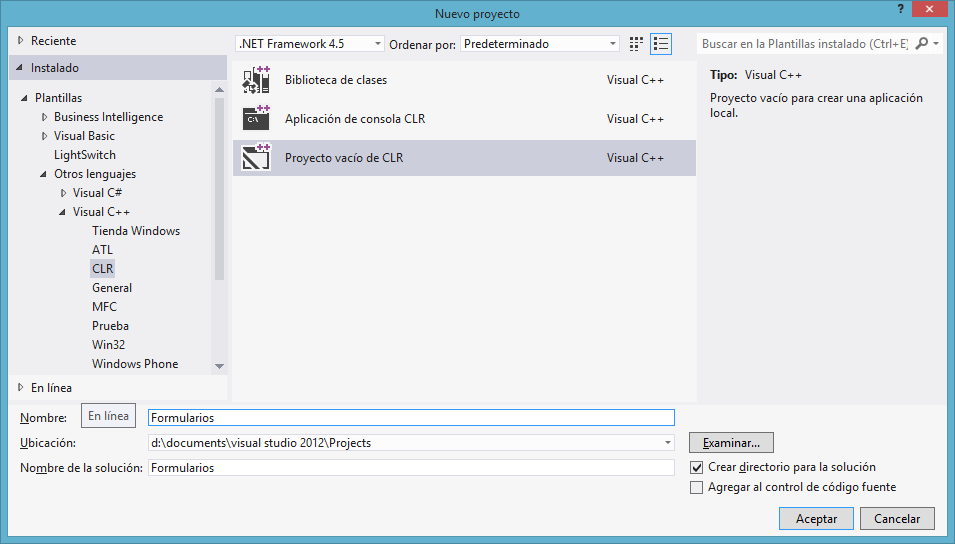 Nuevo proyecto
?
Reciente
Instalado
Plantillas
Business Intelligence
Visual Basic
LightSwitch
Otros lenguajes
Visual C#
Visual C++
Tienda Windows
ATL
CLR
General
MFC
Prueba
Win32
Windows Phone
En línea
.NET Framework 4.5
Ordenar por: Predeterminado
Biblioteca de clases Visual C++
C:\ Aplicación de consola CLR Visual C++
Proyecto vacío de CLR Visual C++
Buscar en la Plantillas instalado (Ctrl+E)
Tipo: Visual C++
Proyecto vacío para crear una aplicación
local.
Nombre: Formularios
En línea
Ubicación: d:\documents\visual studio 2012\Projects
Examinar...
Nombre de la solución: Formularios
Crear directorio para la solución
Agregar al control de código fuente
Aceptar Cancelar